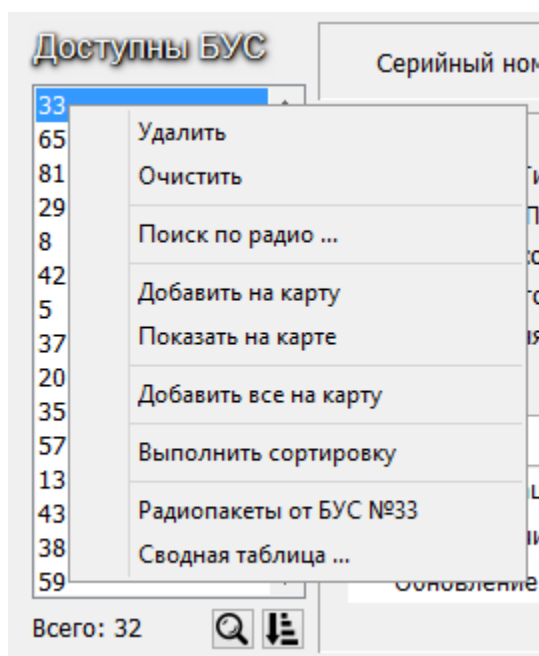 Доступны БУС
Серийный ном
33
65
81
29
8
42
5
37
20
35
57
13
43
38
59
Удалить
Очистить
Поиск по радио ...
Добавить на карту
Показать на карте
Добавить все на карту
Выполнить сортировку
Радиопакеты от БУС №33
Сводная таблица ...
Обновление
Всего: 32